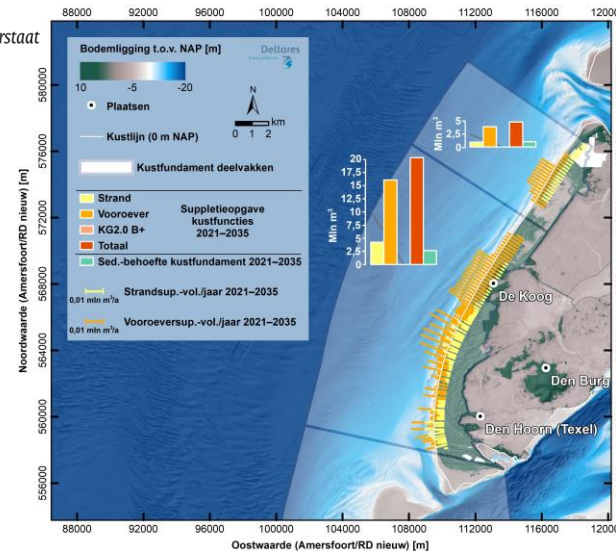 rstaat
88000 92000 96000 100000 104000 108000 112000 116000 12000
Bodemligging t.o.v. NAP [m]
Deltares
10 -5 -20
Plaatsen
N
0 1 2 km
Kustlijn (0 m NAP)
Kustfundament deelvakken
Strand
Vooroever
KG2.0 B+
Totaal
Suppletieopgave
kustfuncties
2021–2035
Sed.-behoefte kustfundament 2021–2035
0,01 mln m³/a
Strandsup.-vol./jaar 2021–2035
0,01 mln m³/a
Vooroeversup.-vol./jaar 2021–2035
Mln m³
5
2,5
0
Mln m³
20
17,5
15
12,5
10
7,5
5
2,5
0
De Koog
Den Burg
Den Hoorn (Texel)
Noordwaarde (Amersfoort/RD nieuw) [m]
580000
576000
572000
568000
564000
560000
556000
88000 92000 96000 100000 104000 108000 112000 116000 12000
Oostwaarde (Amersfoort/RD nieuw) [m]